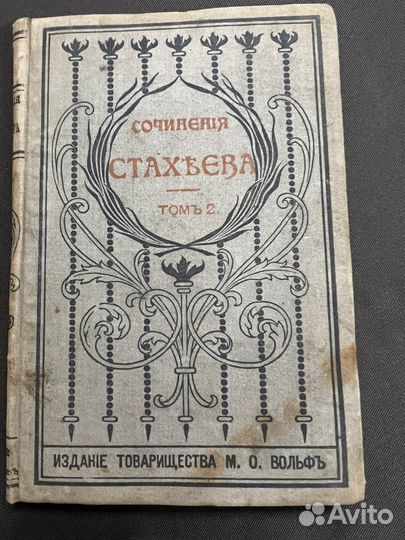 СОЧИНЕНІЯ
СТАХѢЕВА
ТОМЪ 2.
ИЗДАНІЕ ТОВАРИЩЕСТВА М. О. ВОЛЬФЪ
Avito